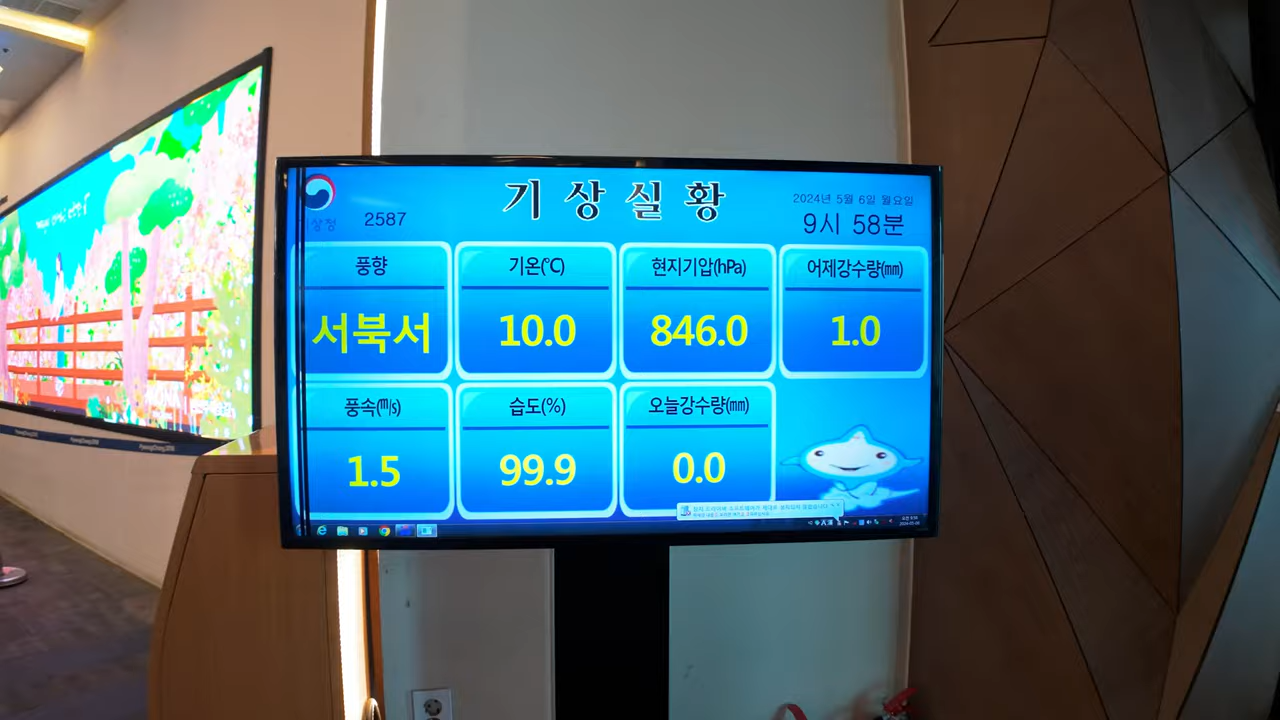 기상실황
2024년 5월 6일 월요일
9시 58분
기상청
2587
풍향
기온(℃)
현지기압(hPa)
어제강수량(㎜)
서북서
10.0
846.0
1.0
풍속(㎧)
습도(%)
오늘강수량(㎜)
1.5
99.9
0.0